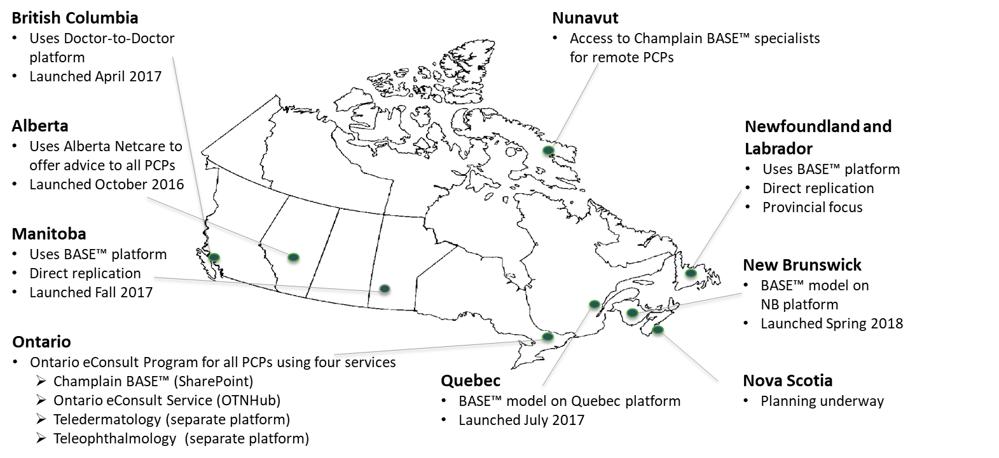 British Columbia
• Uses Doctor-to-Doctor
platform
• Launched April 2017
Alberta
• Uses Alberta Netcare to
offer advice to all PCPs
• Launched October 2016
Manitoba
• Uses BASE™ platform
• Direct replication
• Launched Fall 2017
Ontario
• Ontario eConsult Program for all PCPs using four services
➢ Champlain BASE™ (SharePoint)
➢ Ontario eConsult Service (OTNHub)
➢ Teledermatology (separate platform)
➢ Teleophthalmology (separate platform)
Nunavut
• Access to Champlain BASE™ specialists
for remote PCPs
Newfoundland and
Labrador
• Uses BASE™ platform
• Direct replication
• Provincial focus
New Brunswick
• BASE™ model on
NB platform
• Launched Spring 2018
Quebec
• BASE™ model on Quebec platform
• Launched July 2017
Nova Scotia
• Planning underway